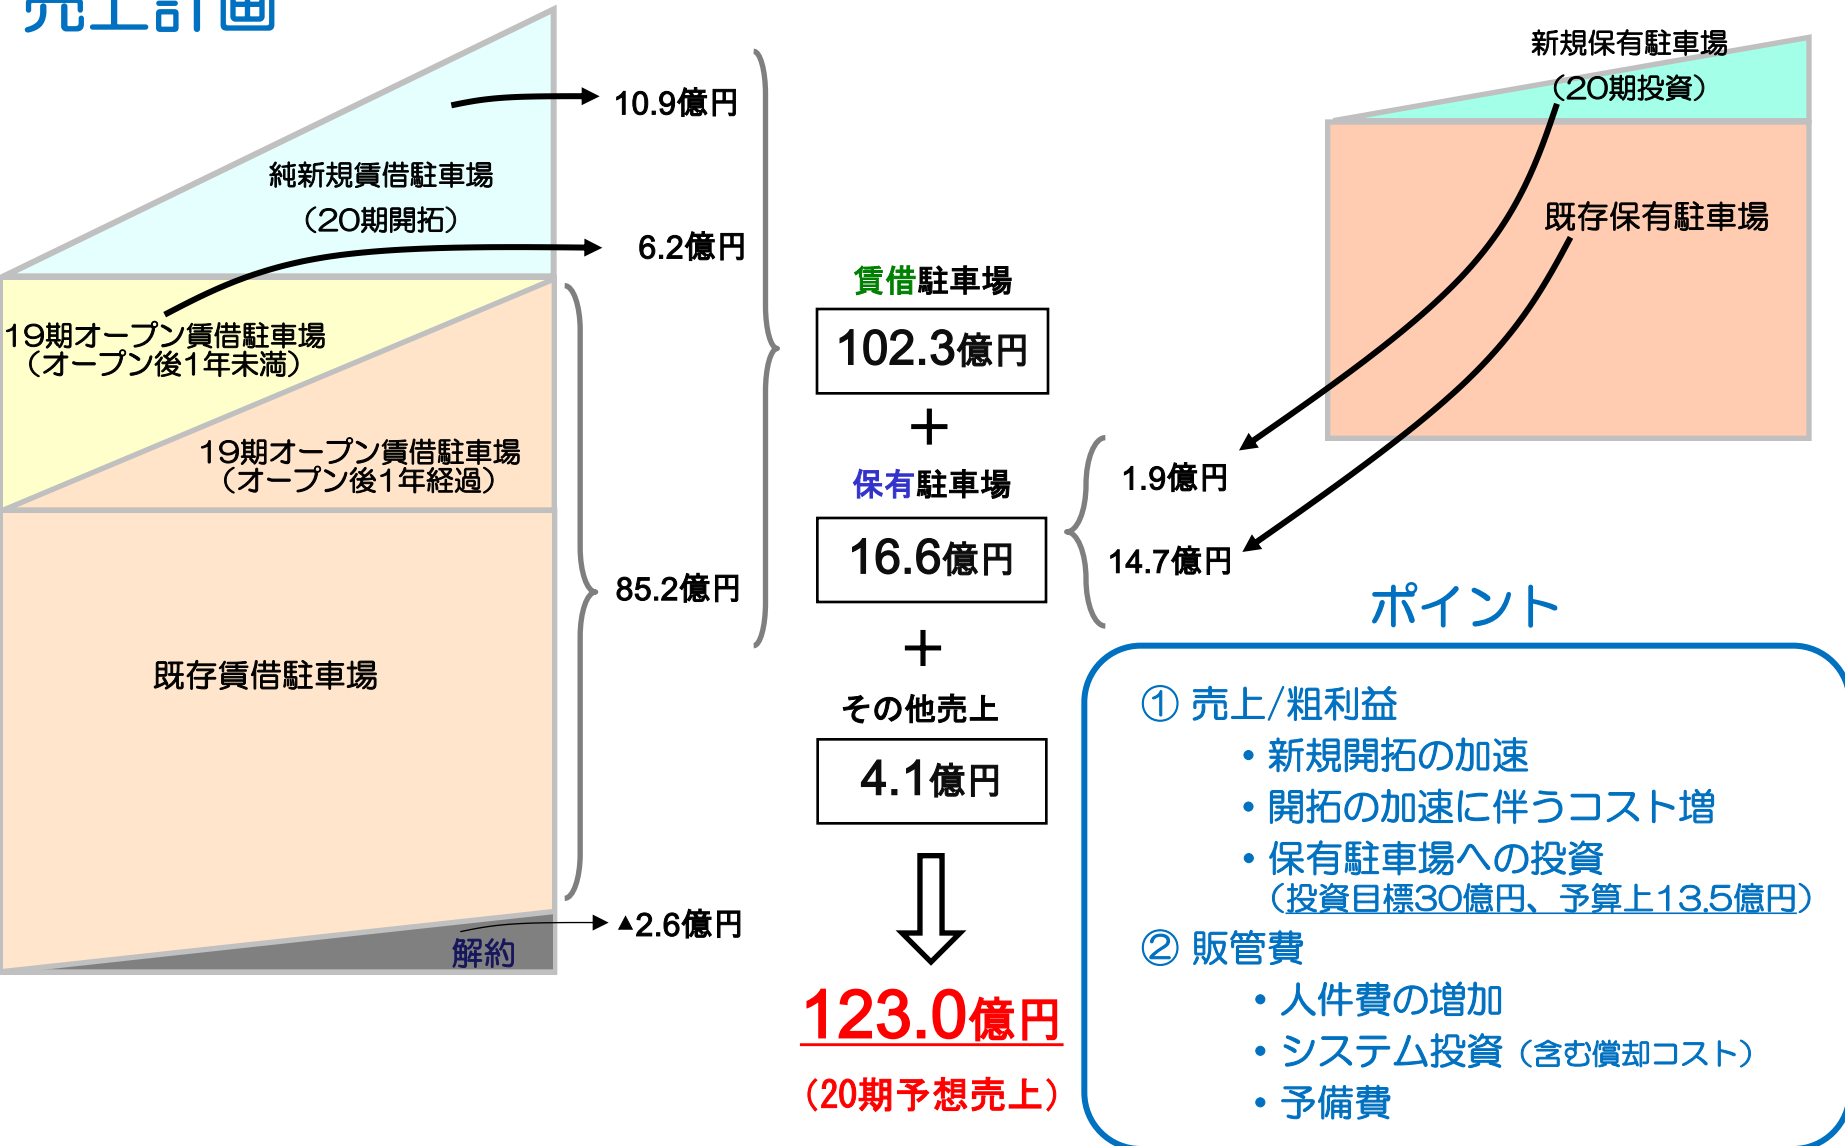 売上計画
10.9億円
純新規賃借駐車場
（20期開拓）
6.2億円
19期オープン賃借駐車場
（オープン後1年未満）
19期オープン賃借駐車場
（オープン後1年経過）
85.2億円
既存賃借駐車場
▲2.6億円
解約
賃借駐車場
102.3億円
＋
保有駐車場
16.6億円
＋
その他売上
4.1億円
123.0億円
（20期予想売上）
新規保有駐車場
（20期投資）
既存保有駐車場
1.9億円
14.7億円
ポイント
① 売上/粗利益
・新規開拓の加速
・開拓の加速に伴うコスト増
・保有駐車場への投資
（投資目標30億円、予算上13.5億円）
② 販管費
・人件費の増加
・システム投資（含む償却コスト）
・予備費